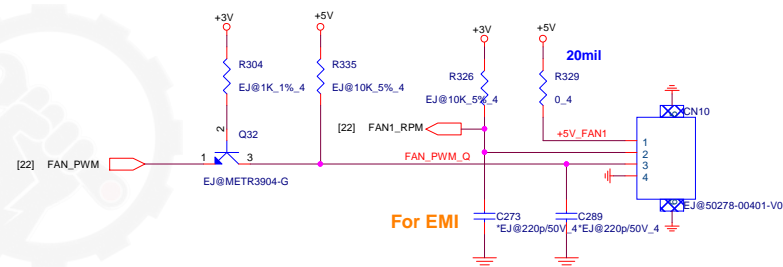 +3V
+5V
+3V
+5V
20mil
R304
EJ@1K_1%_4
R335
EJ@10K_5%_4
R326
EJ@10K_5%_4
R329
0_4
CN10
2
Q32
[22] FAN1_RPM
+5V_FAN1
1
2
3
4
[22] FAN_PWM
1
3
FAN_PWM_Q
EJ@METR3904-G
EJ@50278-00401-V0
For EMI
C273
*EJ@220p/50V_4
C289
*EJ@220p/50V_4